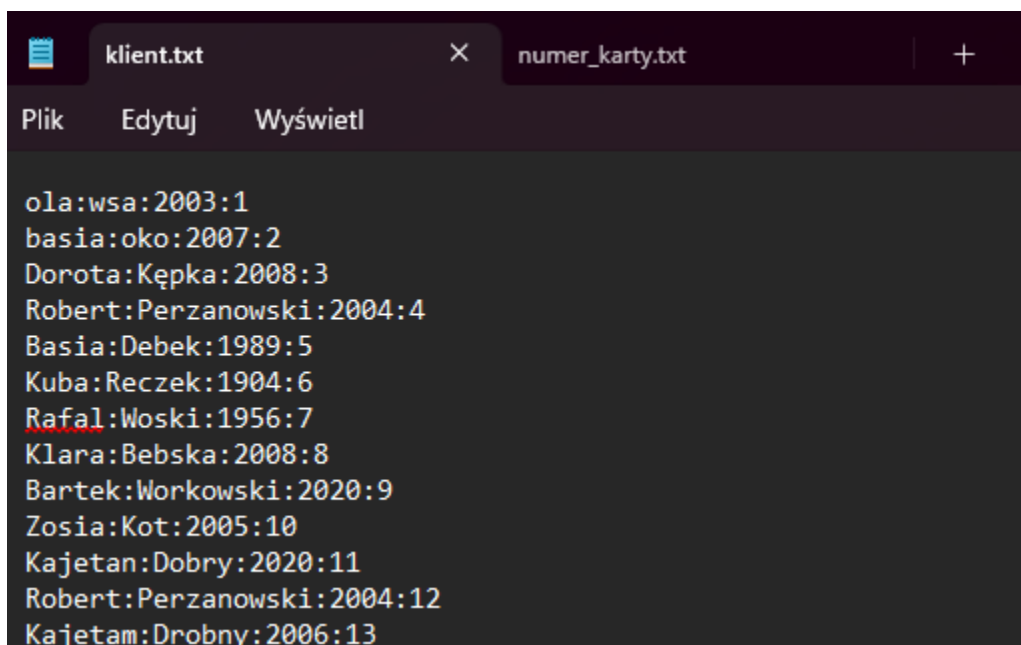 klient.txt × numer_karty.txt +
Plik Edytuj Wyświetl
ola:wsa:2003:1
basia:oko:2007:2
Dorota:Kępka:2008:3
Robert:Perzanowski:2004:4
Basia:Debek:1989:5
Kuba:Reczek:1904:6
Rafal:Woski:1956:7
Klara:Bebska:2008:8
Bartek:Workowski:2020:9
Zosia:Kot:2005:10
Kajetan:Dobry:2020:11
Robert:Perzanowski:2004:12
Kajetam:Drobny:2006:13